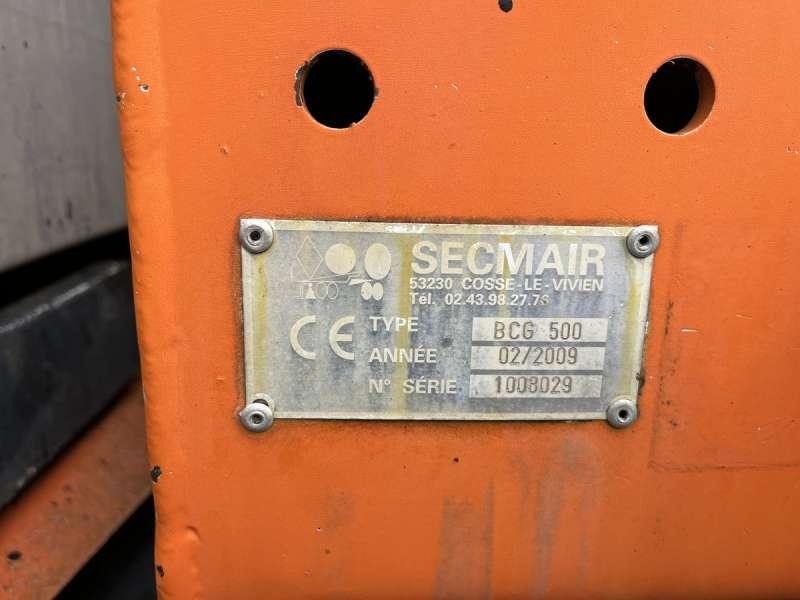 SECMAIR
53230 COSSE-LE-VIVIEN
Tél. 02.43.98.27.78
CE
TYPE BCG 500
ANNÉE 02/2009
N° SÉRIE 1008029